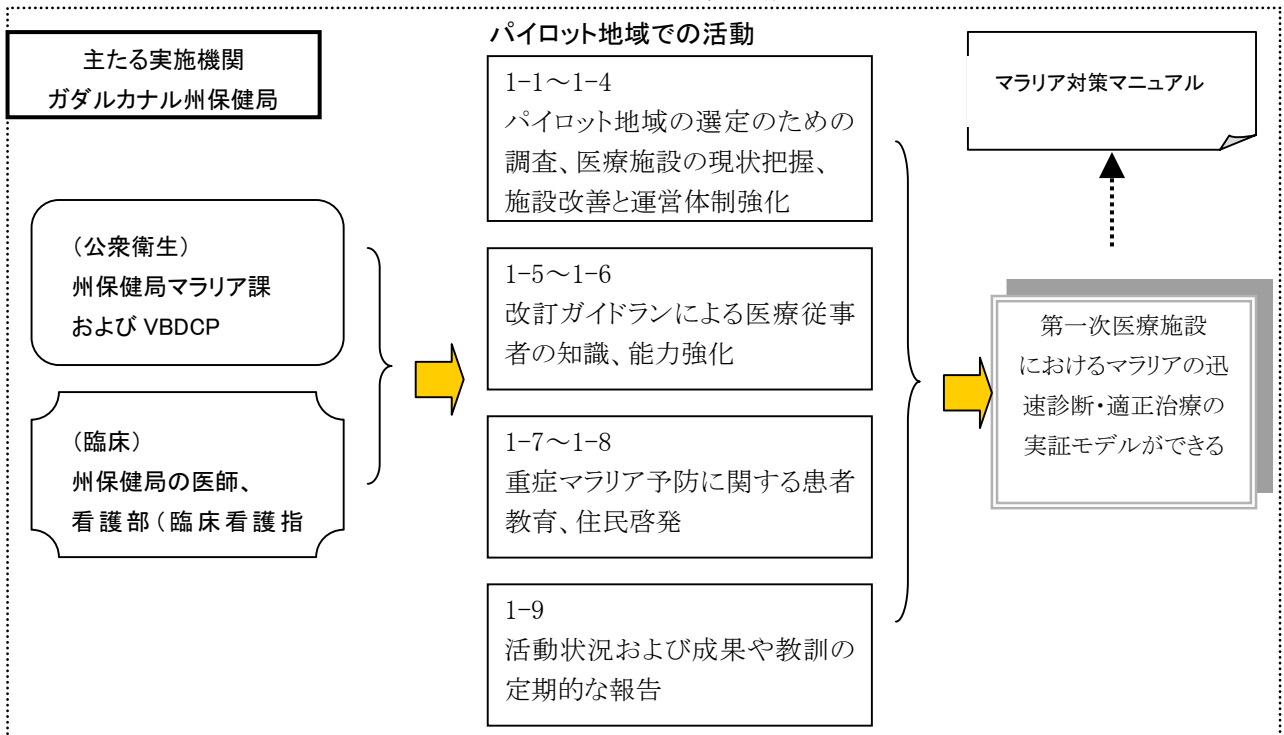 主たる実施機関
ガダルカナル州保健局
（公衆衛生）
州保健局マラリア課
および VBDCP
（臨床）
州保健局の医師、
看護部（臨床看護指
パイロット地域での活動
1-1～1-4
パイロット地域の選定のための
調査、医療施設の現状把握、
施設改善と運営体制強化
1-5～1-6
改訂ガイドランによる医療従事
者の知識、能力強化
1-7～1-8
重症マラリア予防に関する患者
教育、住民啓発
1-9
活動状況および成果や教訓の
定期的な報告
マラリア対策マニュアル
第一次医療施設
におけるマラリアの迅
速診断・適正治療の
実証モデルができる